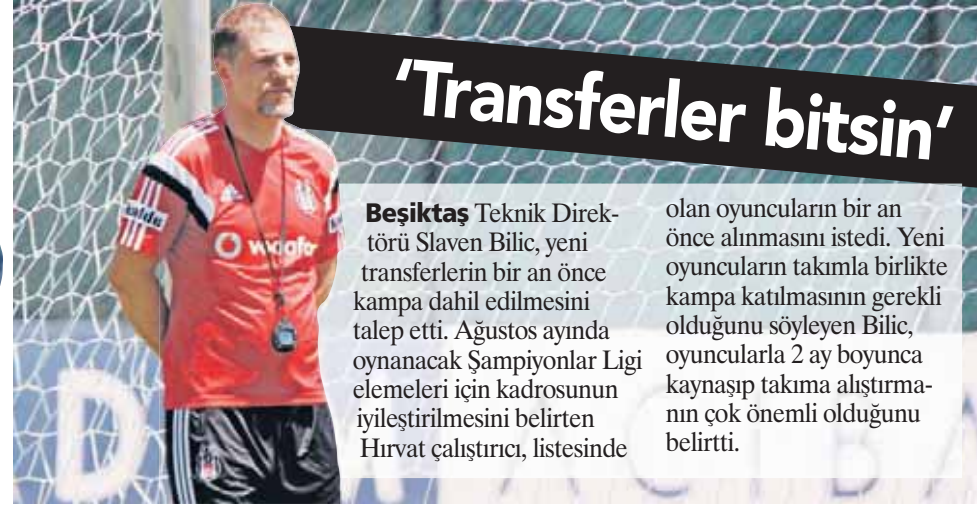 'Transferler bitsin'
Beşiktaş Teknik Direk-
törü Slaven Bilic, yeni
transferlerin bir an önce
kampa dahil edilmesini
talep etti. Ağustos ayında
oynanacak Şampiyonlar Ligi
elemeleri için kadrosunun
iyileştirilmesini belirten
Hırvat çalıştırıcı, listesinde
olan oyuncuların bir an
önce alınmasını istedi. Yeni
oyuncuların takımla birlikte
kampa katılmasının gerekli
olduğunu söyleyen Bilic,
oyuncularla 2 ay boyunca
kaynaşıp takıma alıştırma-
nın çok önemli olduğunu
belirtti.